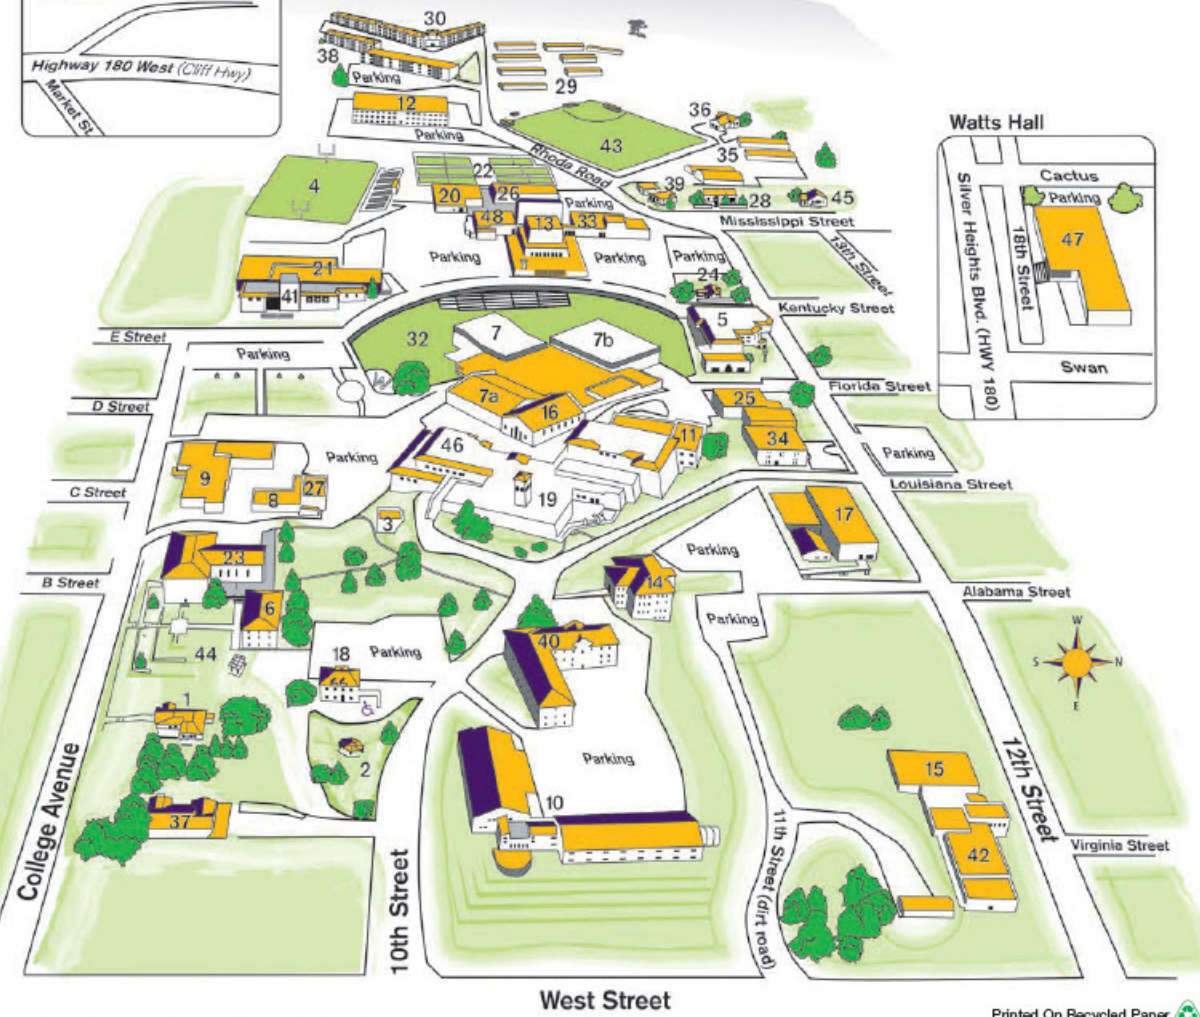 Highway 180 West (Cliff Hwy)
Market St.
30
38
Parking
29
12
Parking
36
43
35
Rhoda Road
Watts Hall
Cactus
Parking
47
18th Street
Silver Heights Blvd. (HWY 180)
Swan
4
22
20
26
39
28
45
48
13
33
Parking
Mississippi Street
13th Street
Parking
Parking
Parking
21
41
24
Kentucky Street
5
E Street
Parking
32
7
7b
W
D Street
7a
16
25
Florida Street
34
11
46
Parking
Parking
9
8
27
C Street
Louisiana Street
3
19
17
Parking
23
14
B Street
Alabama Street
6
Parking
40
44
18
Parking
W
S
N
E
1
2
Parking
10
15
12th Street
37
42
Virginia Street
College Avenue
10th Street
11th Street (dirt road)
West Street
Printed On Recycled Paper